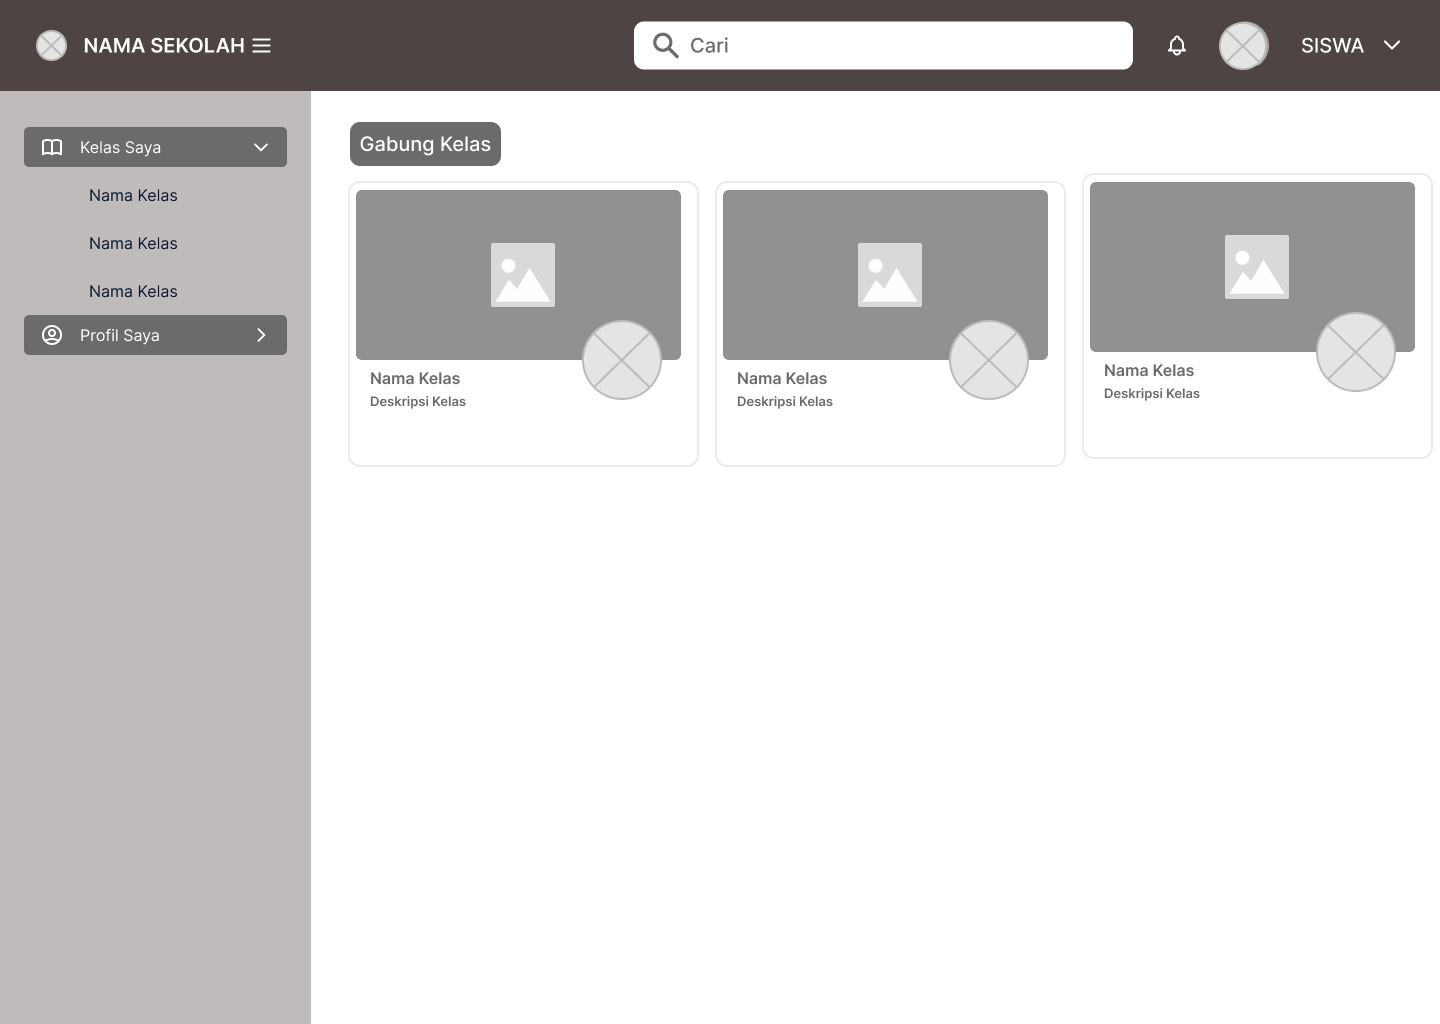 NAMA SEKOLAH
Cari
SISWA
Kelas Saya
Nama Kelas
Nama Kelas
Nama Kelas
Profil Saya
Gabung Kelas
Nama Kelas
Deskripsi Kelas
Nama Kelas
Deskripsi Kelas
Nama Kelas
Deskripsi Kelas